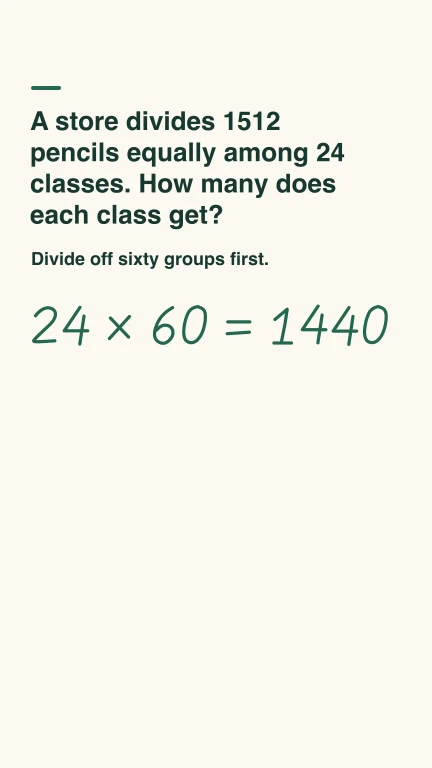 A store divides 1512
pencils equally among 24
classes. How many does
each class get?
Divide off sixty groups first.
24 × 60 = 1440